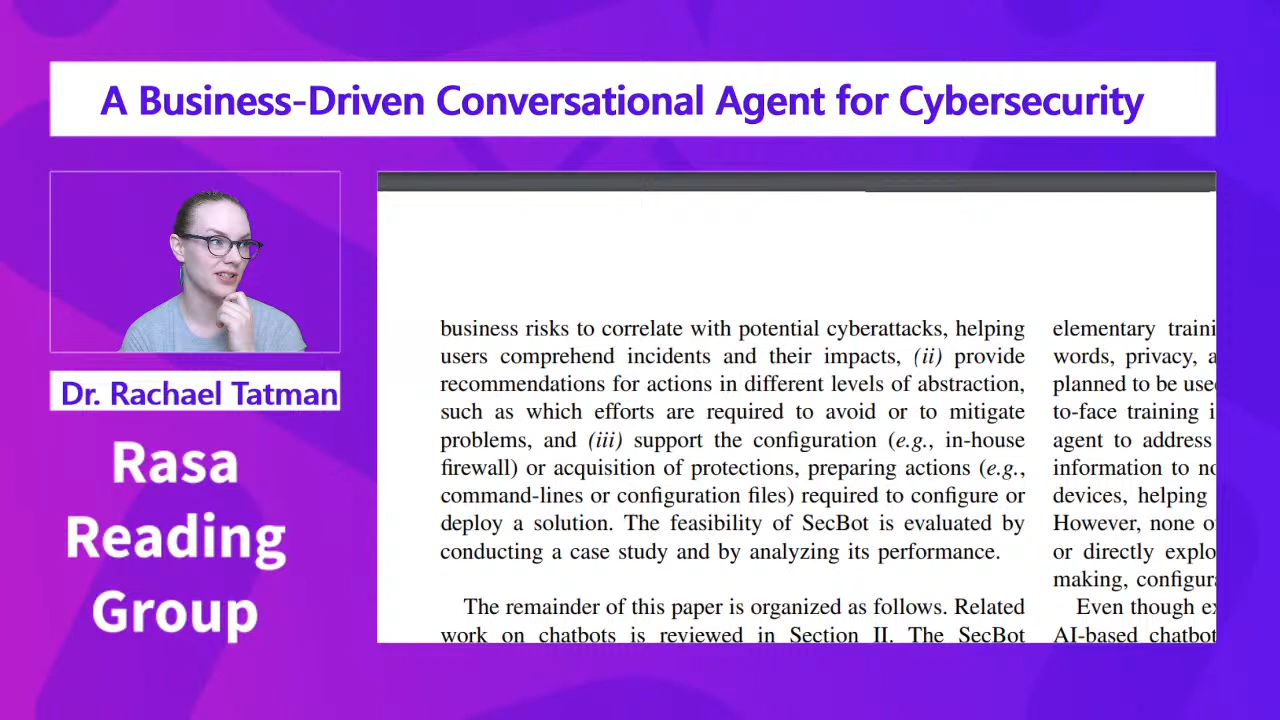 A Business-Driven Conversational Agent for Cybersecurity
Dr. Rachael Tatman
Rasa
Reading
Group
business risks to correlate with potential cyberattacks, helping
users comprehend incidents and their impacts, (ii) provide
recommendations for actions in different levels of abstraction,
such as which efforts are required to avoid or to mitigate
problems, and (iii) support the configuration (e.g., in-house
firewall) or acquisition of protections, preparing actions (e.g.,
command-lines or configuration files) required to configure or
deploy a solution. The feasibility of SecBot is evaluated by
conducting a case study and by analyzing its performance.
The remainder of this paper is organized as follows. Related
work on chatbots is reviewed in Section II. The SecBot
elementary
words, privacy,
planned to be
to-face training
agent to address
information to
devices, helping
However, none
or directly
making,
Even though
AI-based